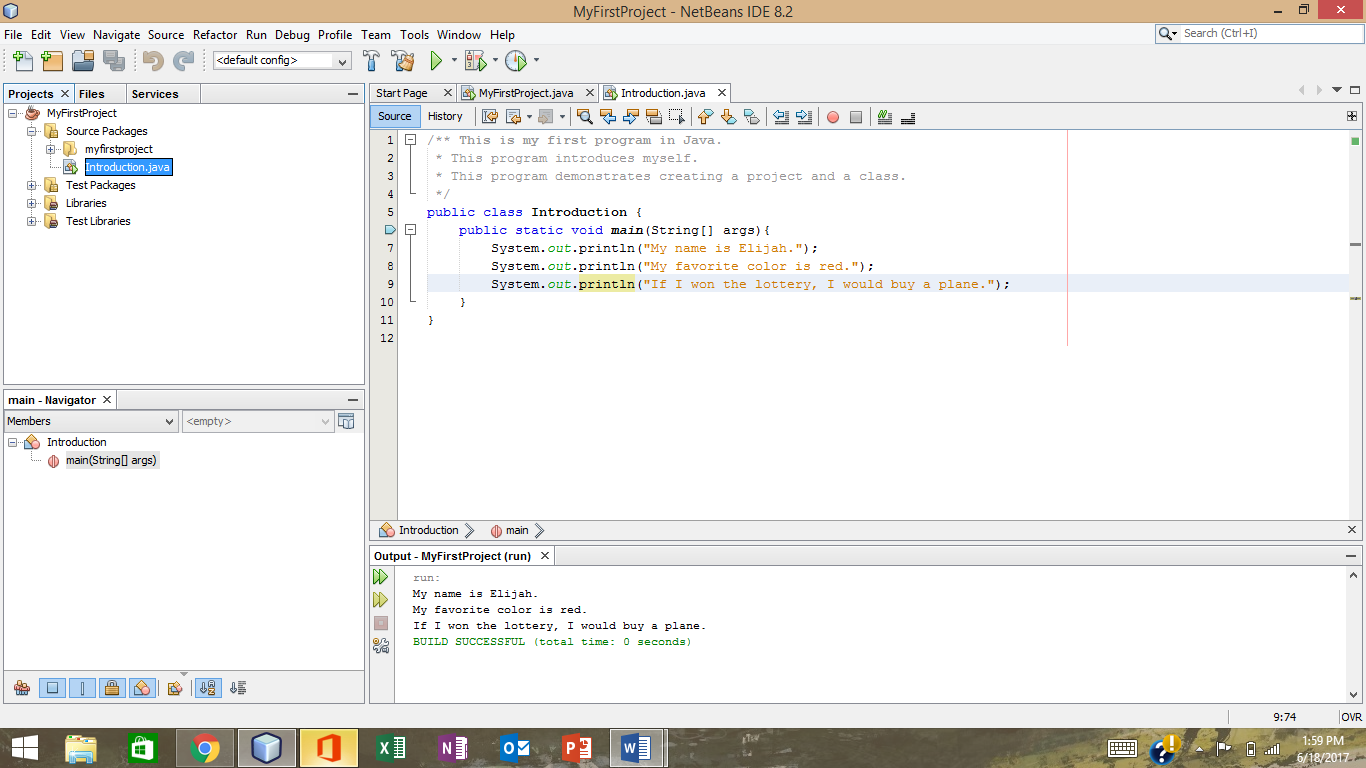 MyFirstProject - NetBeans IDE 8.2
File Edit View Navigate Source Refactor Run Debug Profile Team Tools Window Help
Search (Ctrl+I)
<default config>
Projects Files Services
MyFirstProject
Source Packages
myfirstproject
Introduction.java
Test Packages
Libraries
Test Libraries
main - Navigator
Members <empty>
Introduction
main(String[] args)
Start Page MyFirstProject.java Introduction.java
Source History
1 /** This is my first program in Java.
2 * This program introduces myself.
3 * This program demonstrates creating a project and a class.
4 */
5 public class Introduction {
public static void main(String[] args){
7 System.out.println("My name is Elijah.");
8 System.out.println("My favorite color is red.");
9 System.out.println("If I won the lottery, I would buy a plane.");
10 }
11 }
12
Introduction main
Output - MyFirstProject (run)
run:
My name is Elijah.
My favorite color is red.
If I won the lottery, I would buy a plane.
BUILD SUCCESSFUL (total time: 0 seconds)
9:74 OVR
1:59 PM
6/18/2017